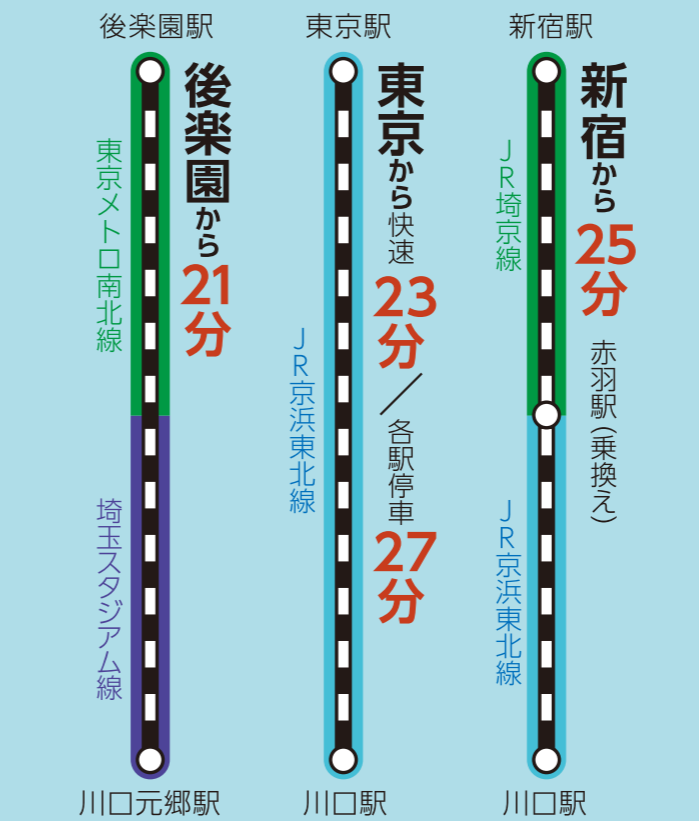 新宿駅
新宿から25分
JR埼京線
赤羽駅(乗換え)
JR京浜東北線
川口駅
東京駅
東京から快速23分/各駅停車27分
JR京浜東北線
川口駅
後楽園駅
後楽園から21分
東京メトロ南北線
埼玉スタジアム線
川口元郷駅